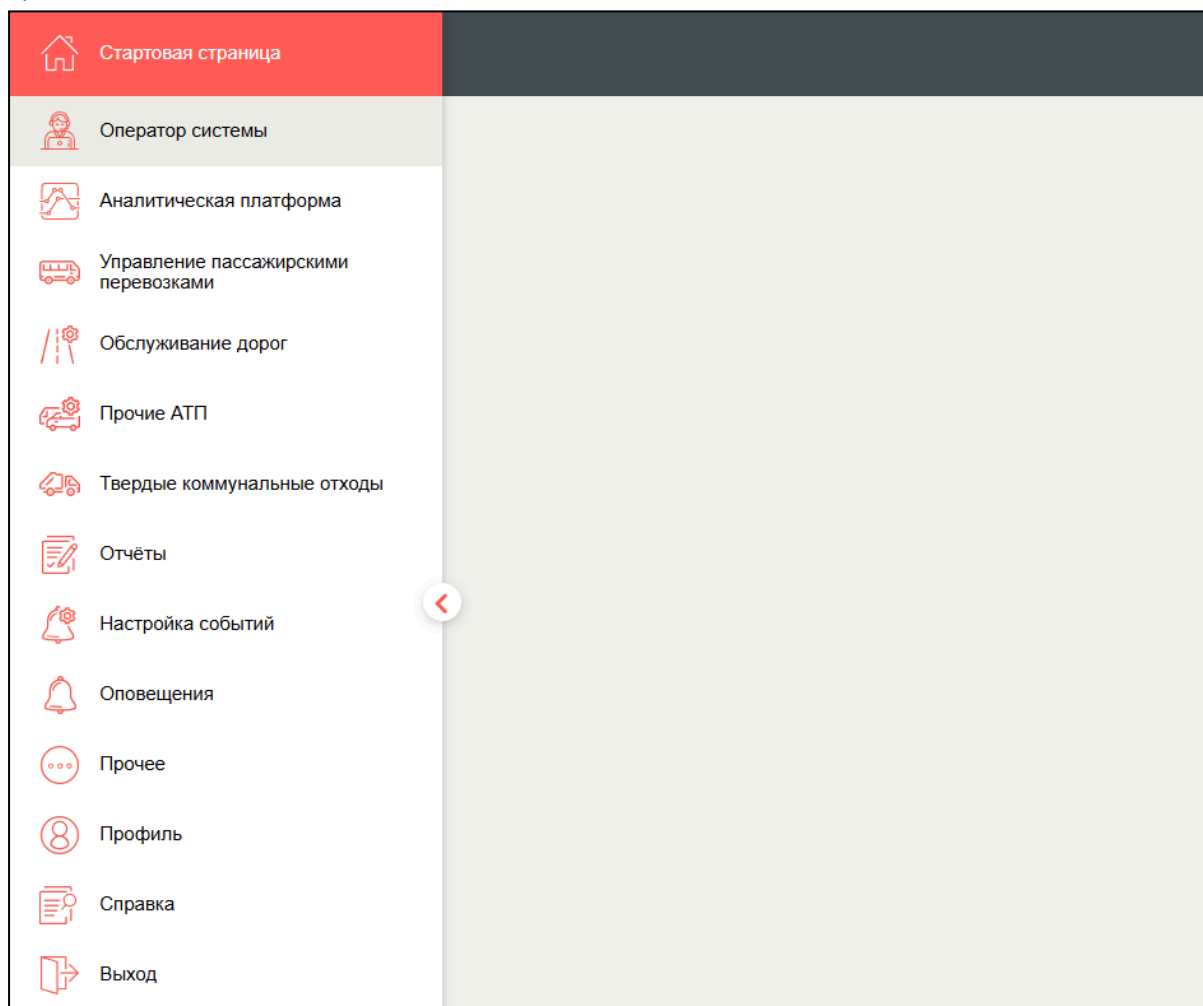 Стартовая страница
Оператор системы
Аналитическая платформа
Управление пассажирскими
перевозками
Обслуживание дорог
Прочие АТП
Твердые коммунальные отходы
Отчёты
Настройка событий
Оповещения
Прочее
Профиль
Справка
Выход